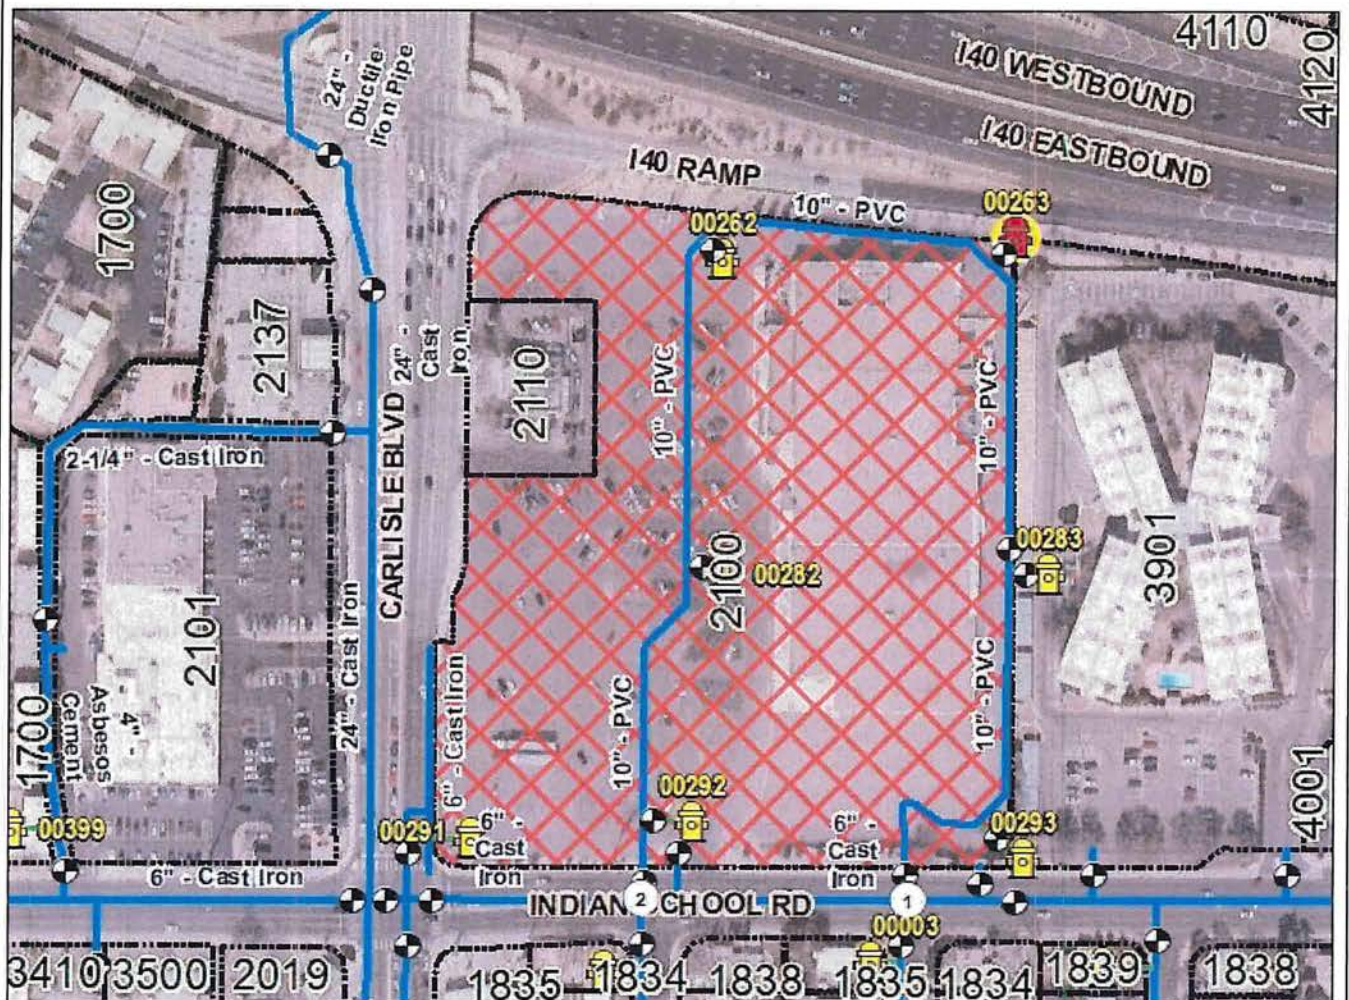 4110
4120
I40 WESTBOUND
I40 EASTBOUND
24" -
Ductile
Iron Pipe
I40 RAMP
10" - PVC
00263
00262
1700
2137
24" -
Cast
Iron
2110
10" - PVC
10" - PVC
CARLISLE BLVD
2-1/4" - Cast Iron
2100
00282
00283
3901
2101
24" - Cast Iron
6" - Cast Iron
10" - PVC
10" - PVC
1700
4" -
Asbesos
Cement
00292
00399
00291
6" -
Cast
Iron
6" -
Cast
Iron
00293
4001
6" - Cast Iron
INDIAN SCHOOL RD
2
1
00003
3410
3500
2019
1835
1834
1838
1835
1834
1839
1838